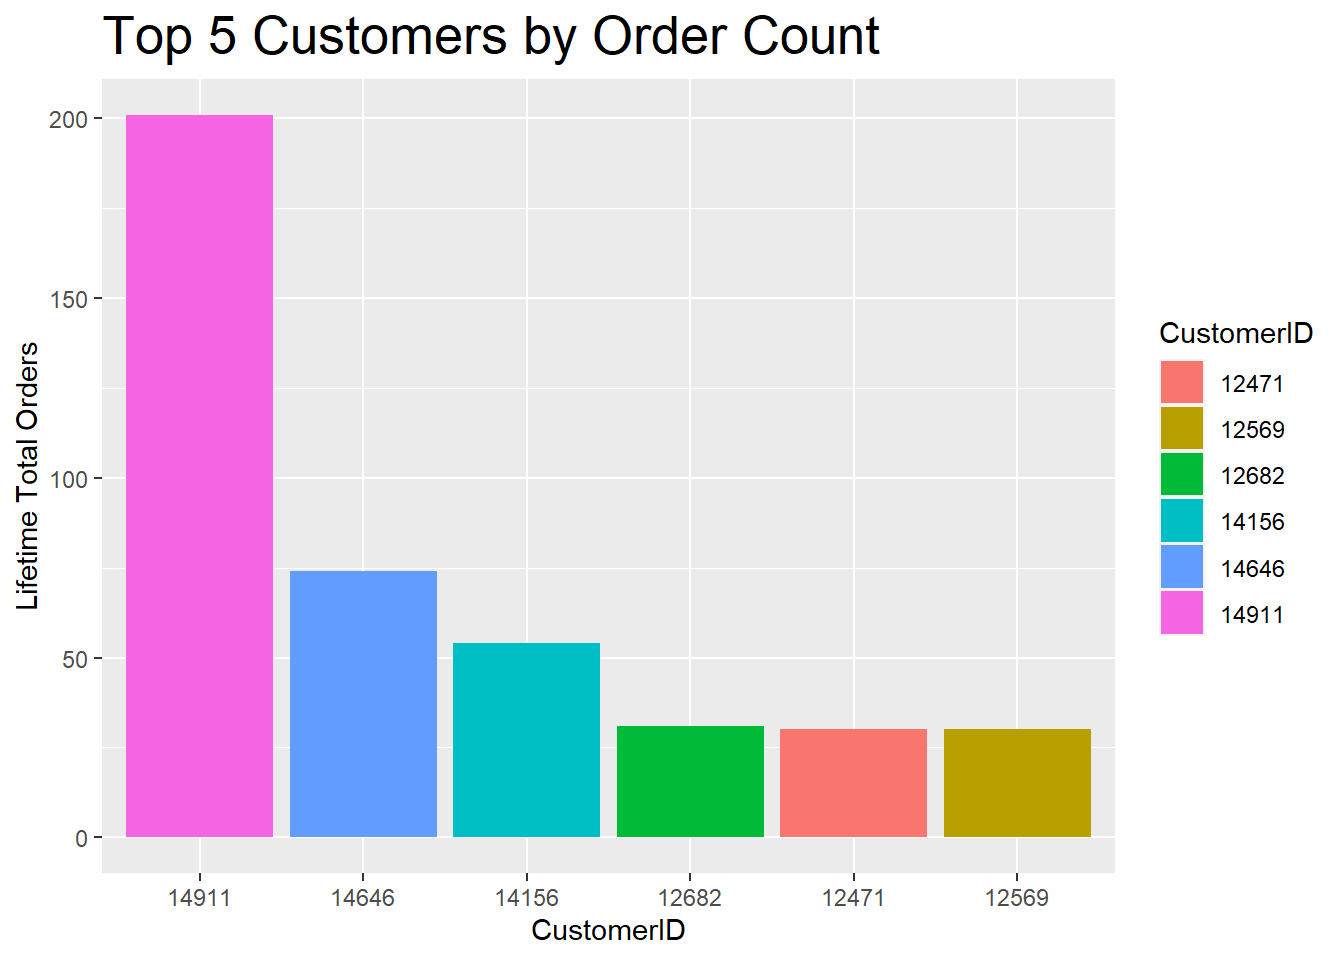 Top 5 Customers by Order Count
Lifetime Total Orders
200
150
100
50
0
14911 14646 14156 12682 12471 12569
CustomerID
CustomerID
12471
12569
12682
14156
14646
14911